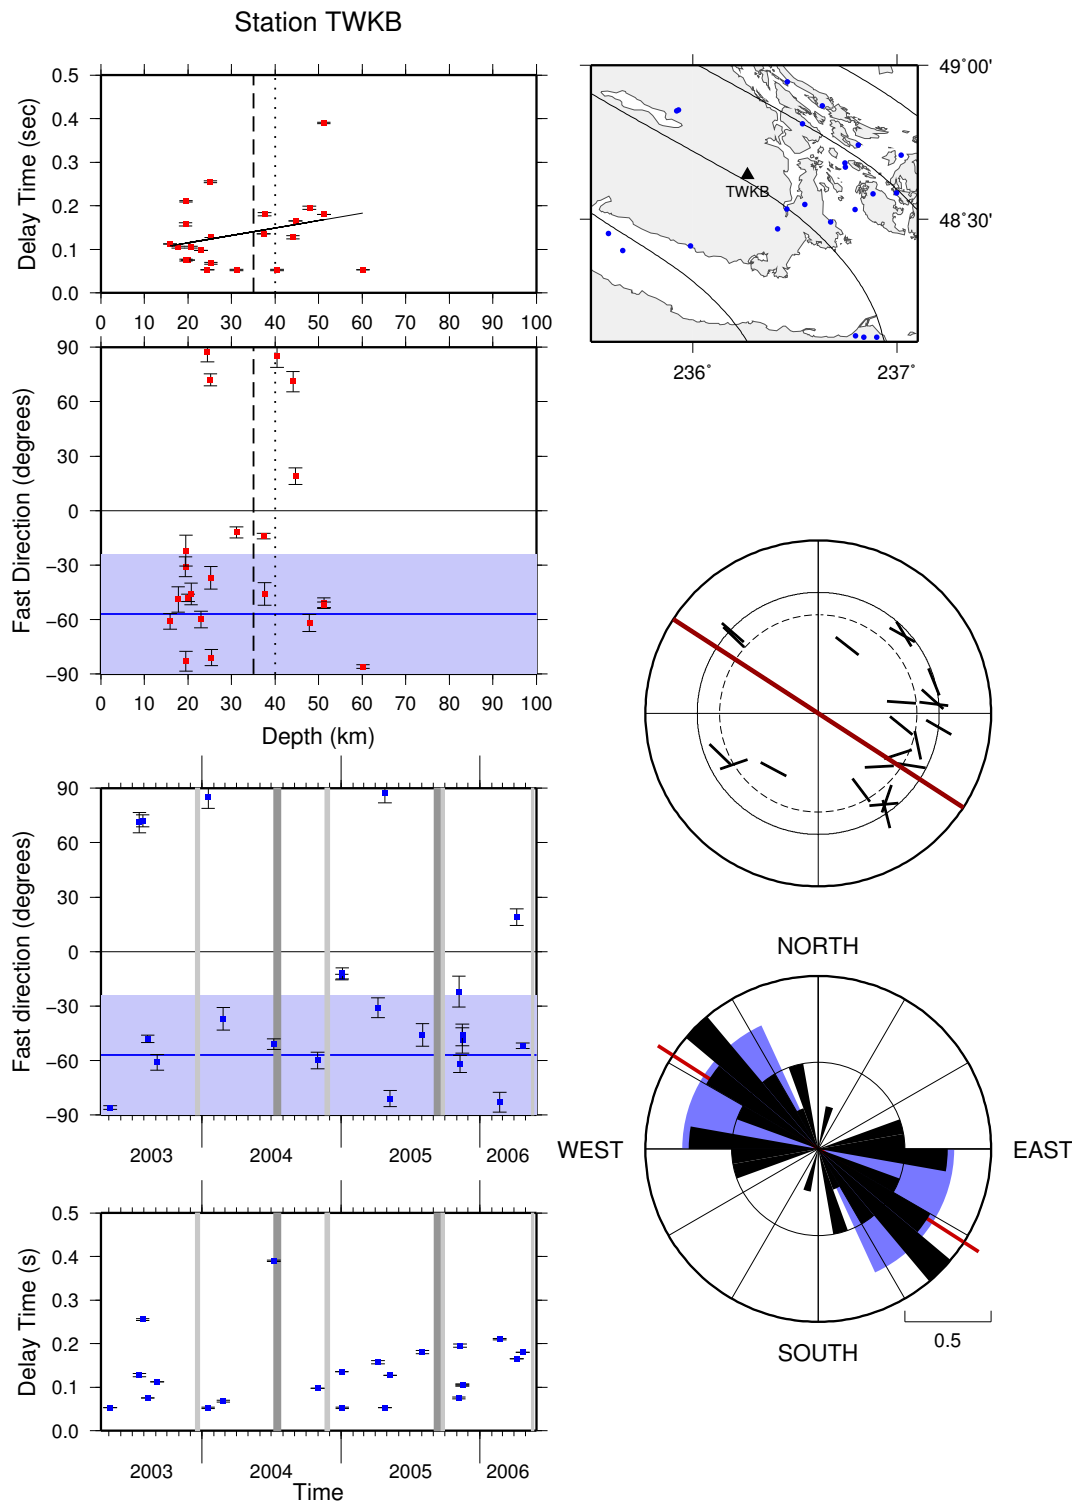 Station TWKB
Delay Time (sec)
0.5
0.4
0.3
0.2
0.1
0.0
0 10 20 30 40 50 60 70 80 90 100
49°00'
48°30'
236° 237°
TWKB
Fast Direction (degrees)
90
60
30
0
−30
−60
−90
0 10 20 30 40 50 60 70 80 90 100
Depth (km)
Fast direction (degrees)
90
60
30
0
−30
−60
−90
2003 2004 2005 2006
NORTH
WEST EAST
SOUTH
0.5
Delay Time (s)
0.5
0.4
0.3
0.2
0.1
0.0
2003 2004 2005 2006
Time